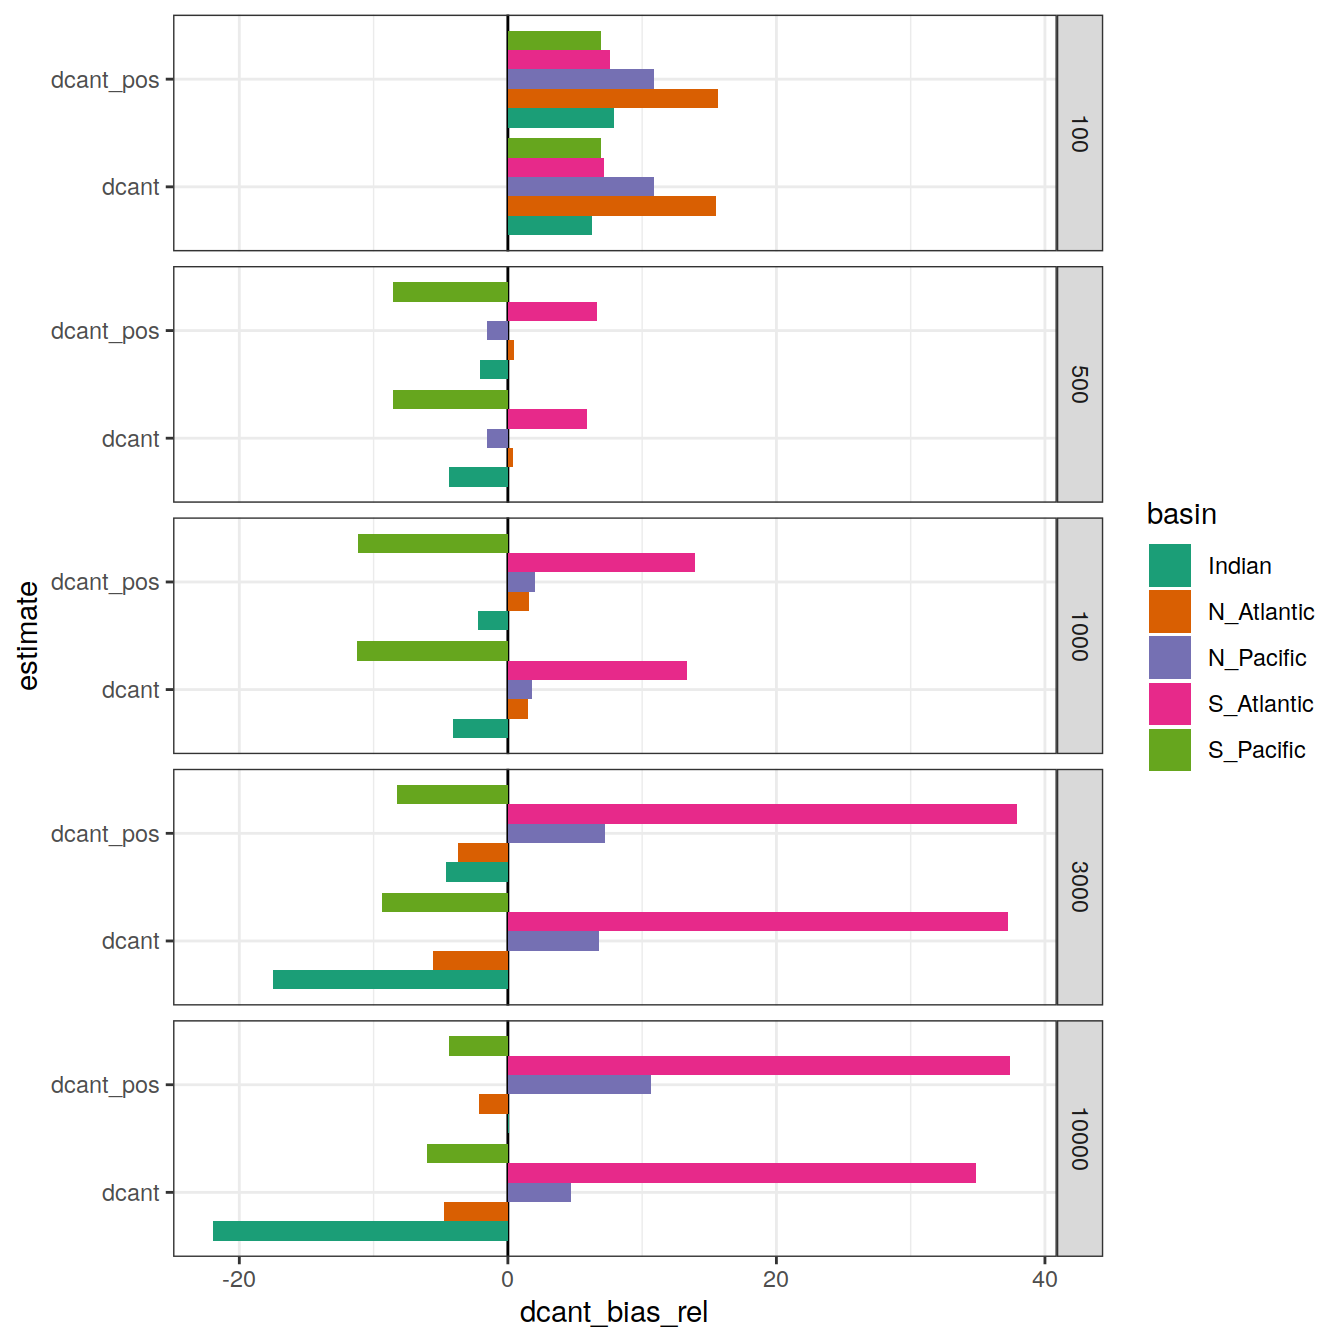 dcant_pos
dcant
100
dcant_pos
dcant
500
dcant_pos
dcant
1000
dcant_pos
dcant
3000
dcant_pos
dcant
10000
-20
0
20
40
dcant_bias_rel
estimate
basin
Indian
N_Atlantic
N_Pacific
S_Atlantic
S_Pacific